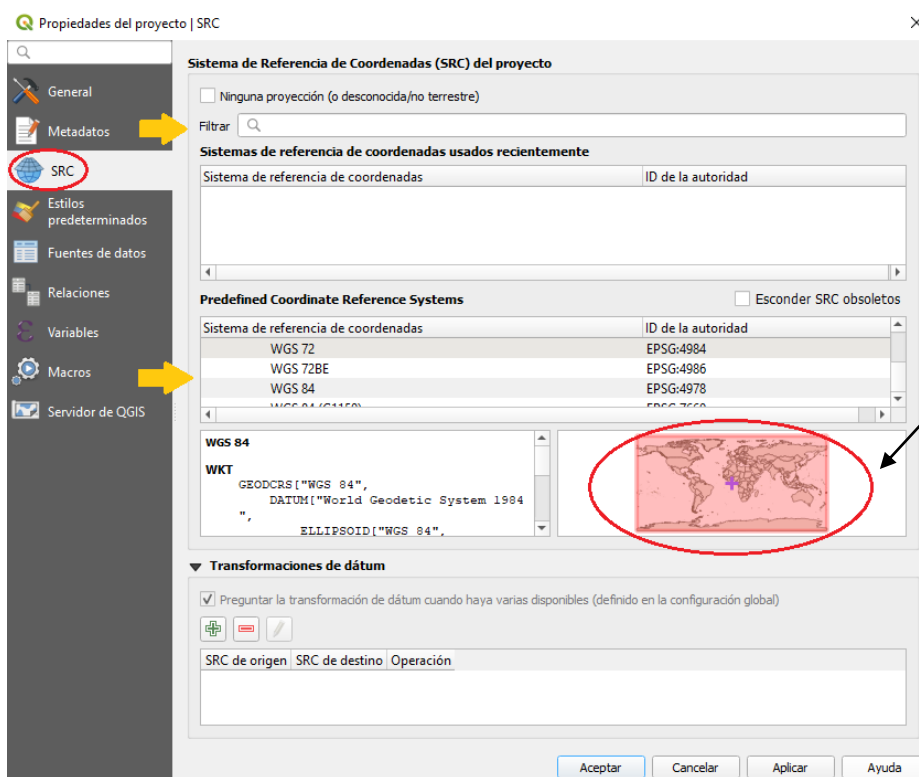 Propiedades del proyecto | SRC
General
Metadatos
SRC
Estilos
predeterminados
Fuentes de datos
Relaciones
Variables
Macros
Servidor de QGIS
Sistema de Referencia de Coordenadas (SRC) del proyecto
Ninguna proyección (o desconocida/no terrestre)
Filtrar
Sistemas de referencia de coordenadas usados recientemente
Sistema de referencia de coordenadas ID de la autoridad
Predefined Coordinate Reference Systems Esconder SRC obsoletos
Sistema de referencia de coordenadas ID de la autoridad
WGS 72 EPSG:4984
WGS 72BE EPSG:4986
WGS 84 EPSG:4978
WGS 84
WKT
GEODCRS["WGS 84",
DATUM["World Geodetic System 1984
",
ELLIPSOID["WGS 84",
Transformaciones de dátum
Preguntar la transformación de dátum cuando haya varias disponibles (definido en la configuración global)
SRC de origen SRC de destino Operación
Aceptar Cancelar Aplicar Ayuda